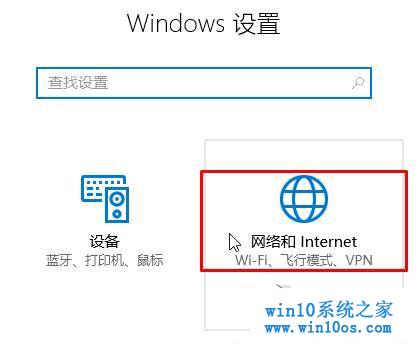 Windows 设置
查找设置
设备
蓝牙、打印机、鼠标
网络和 Internet
Wi-Fi、飞行模式、VPN
win10系统之家
www.win10os.com